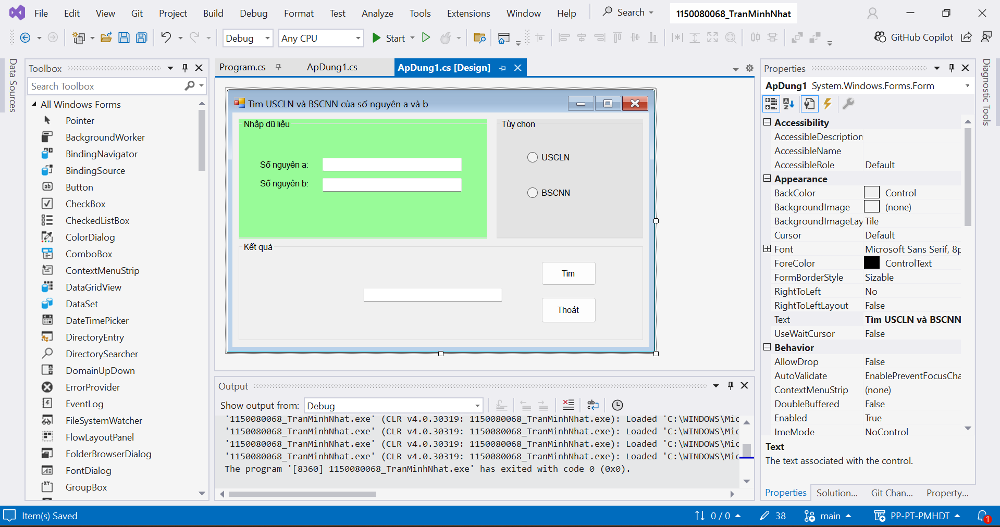 File Edit View Git Project Build Debug Format Test Analyze Tools Extensions Window Help Search 1150080068_TranMinhNhat
Debug Any CPU Start GitHub Copilot
Data Sources
Toolbox
Search Toolbox
All Windows Forms
Pointer
BackgroundWorker
BindingNavigator
BindingSource
Button
CheckBox
CheckedListBox
ColorDialog
ComboBox
ContextMenuStrip
DataGridView
DataSet
DateTimePicker
DirectoryEntry
DirectorySearcher
DomainUpDown
ErrorProvider
EventLog
FileSystemWatcher
FlowLayoutPanel
FolderBrowserDialog
FontDialog
GroupBox
Program.cs ApDung1.cs ApDung1.cs [Design]
Tìm USCLN và BSCNN của số nguyên a và b
Nhập dữ liệu
Số nguyên a:
Số nguyên b:
Tùy chọn
USCLN
BSCNN
Kết quả
Tìm
Thoát
Output
Show output from: Debug
'1150080068_TranMinhNhat.exe' (CLR v4.0.30319: 1150080068_TranMinhNhat.exe): Loaded 'C:\WINDOWS\Mic
'1150080068_TranMinhNhat.exe' (CLR v4.0.30319: 1150080068_TranMinhNhat.exe): Loaded 'C:\WINDOWS\Mic
'1150080068_TranMinhNhat.exe' (CLR v4.0.30319: 1150080068_TranMinhNhat.exe): Loaded 'C:\WINDOWS\Mic
'1150080068_TranMinhNhat.exe' (CLR v4.0.30319: 1150080068_TranMinhNhat.exe): Loaded 'C:\WINDOWS\Mic
The program '[8360] 1150080068_TranMinhNhat.exe' has exited with code 0 (0x0).
Properties
ApDung1 System.Windows.Forms.Form
Accessibility
AccessibleDescription
AccessibleName
AccessibleRole Default
Appearance
BackColor Control
BackgroundImage (none)
BackgroundImageLay Tile
Cursor Default
Font Microsoft Sans Serif, 8p
ForeColor ControlText
FormBorderStyle Sizable
RightToLeft No
RightToLeftLayout False
Text Tìm USCLN và BSCNN
UseWaitCursor False
Behavior
AllowDrop False
AutoValidate EnablePreventFocusCha
ContextMenuStrip (none)
DoubleBuffered False
Enabled True
ImeMode NoControl
Text
The text associated with the control.
Properties Solution... Git Chan... Property...
Diagnostic Tools
Item(s) Saved 0 / 0 38 main PP-PT-PMHDT 1